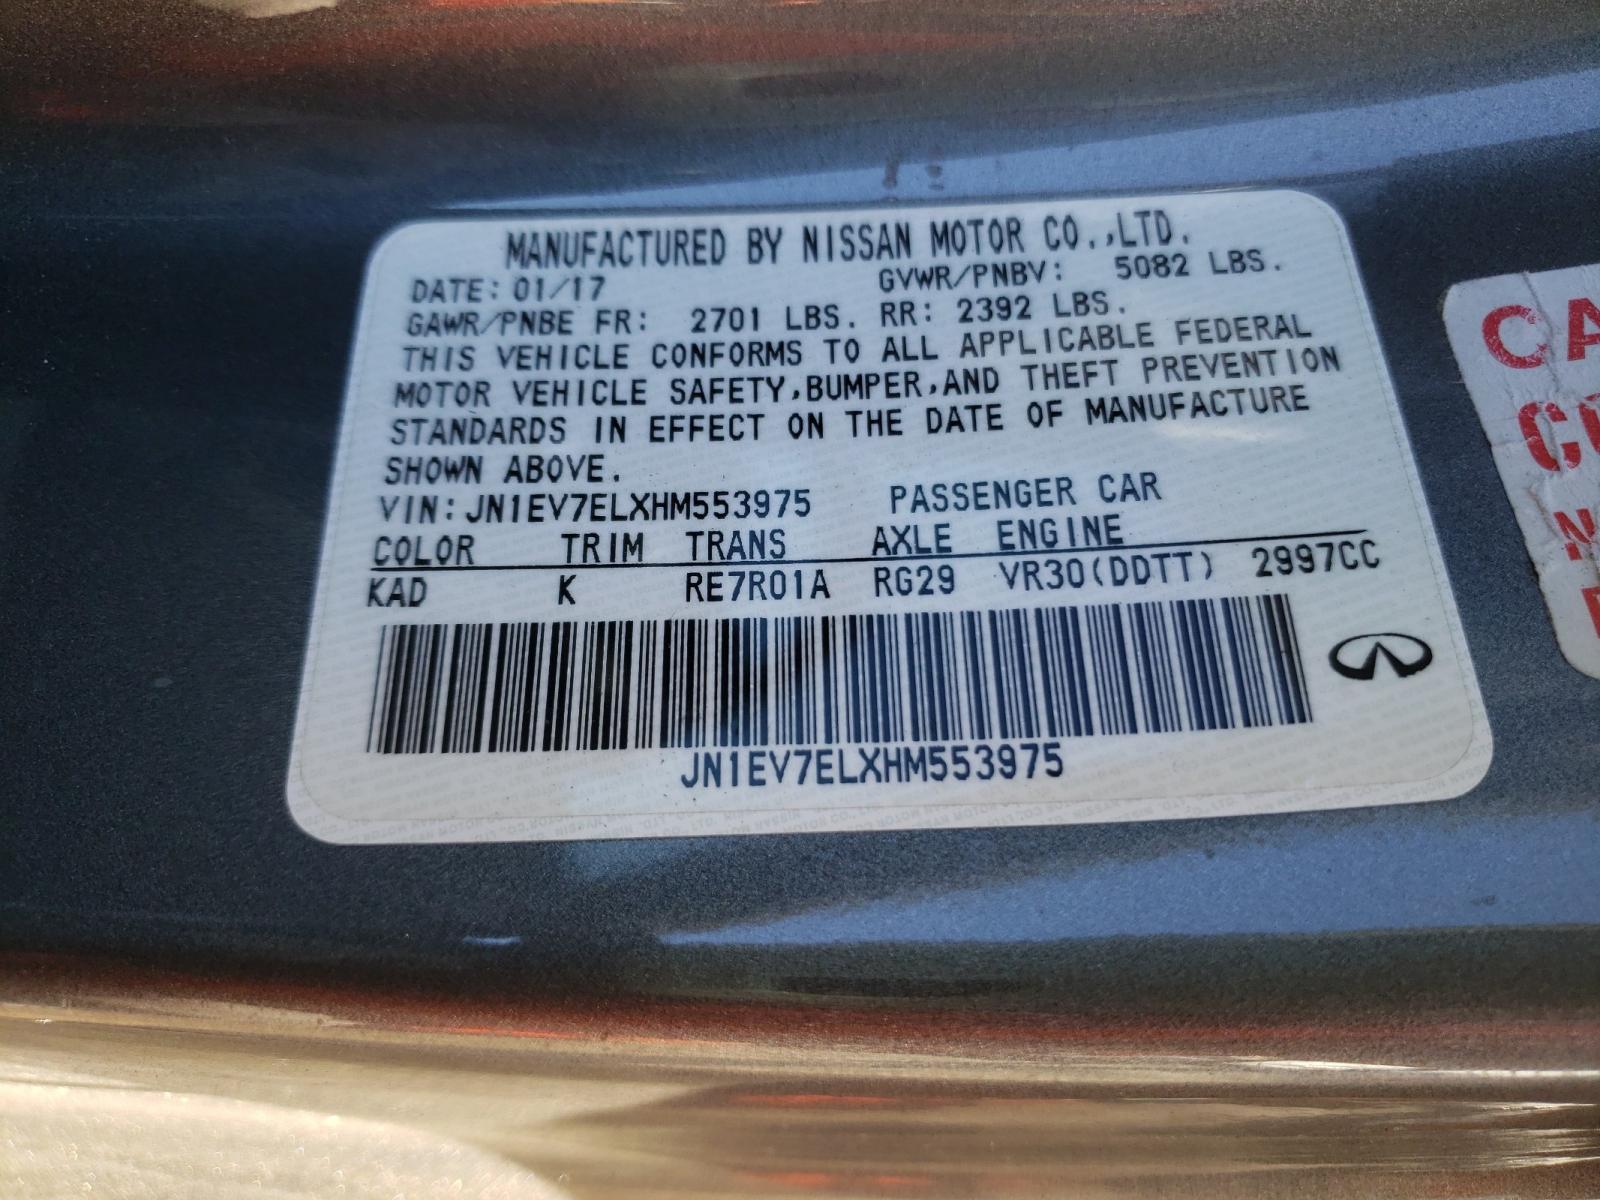 MANUFACTURED BY NISSAN MOTOR CO.,LTD.
DATE: 01/17 GVWR/PNBV: 5082 LBS.
GAWR/PNBE FR: 2701 LBS. RR: 2392 LBS.
THIS VEHICLE CONFORMS TO ALL APPLICABLE FEDERAL
MOTOR VEHICLE SAFETY,BUMPER,AND THEFT PREVENTION
STANDARDS IN EFFECT ON THE DATE OF MANUFACTURE
SHOWN ABOVE.
VIN: JN1EV7ELXHM553975 PASSENGER CAR
COLOR TRIM TRANS AXLE ENGINE
KAD K RE7R01A RG29 VR30(DDTT) 2997CC
JN1EV7ELXHM553975
CA